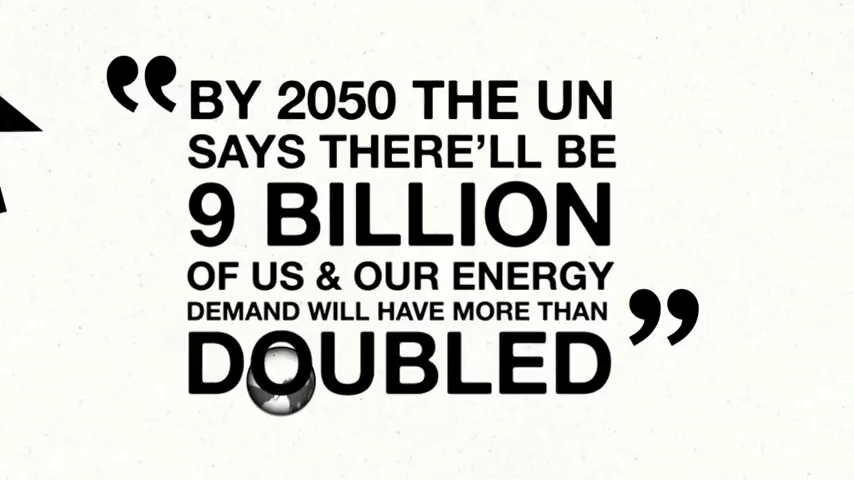 “BY 2050 THE UN
SAYS THERE’LL BE
9 BILLION
OF US & OUR ENERGY
DEMAND WILL HAVE MORE THAN
DOUBLED”